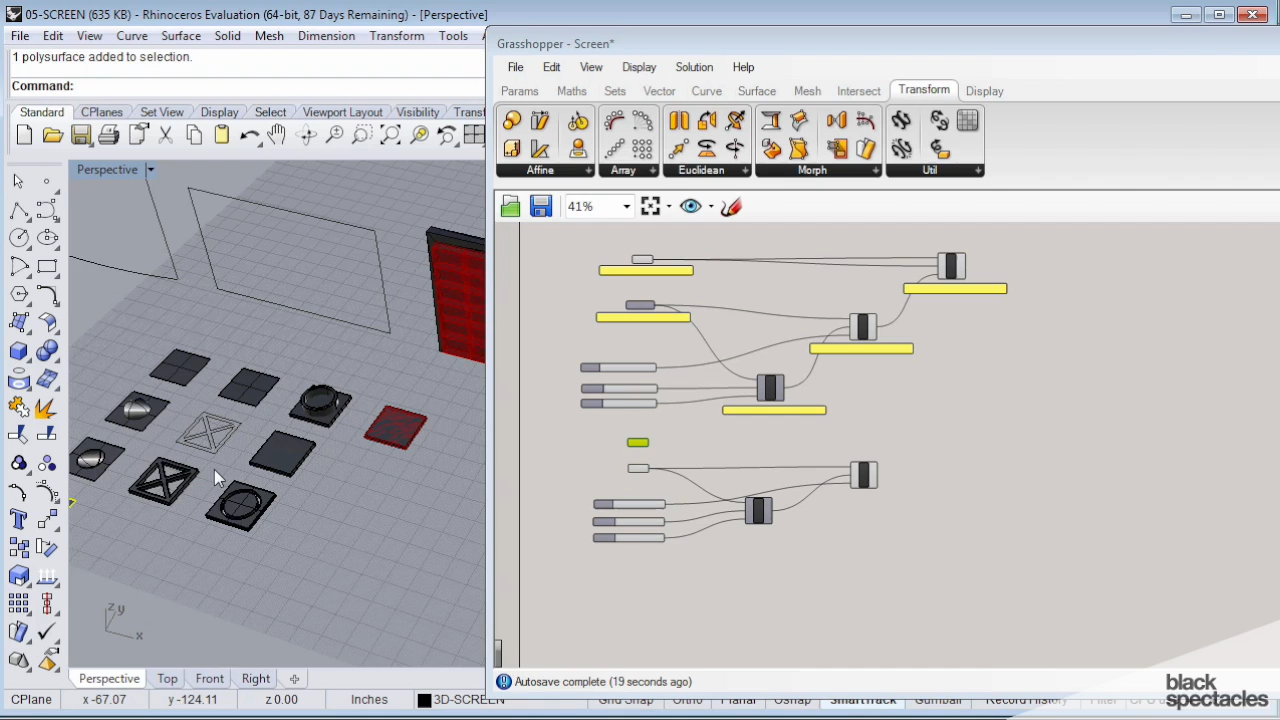 05-SCREEN (635 KB) - Rhinoceros Evaluation (64-bit, 87 Days Remaining) - [Perspective]
File Edit View Curve Surface Solid Mesh Dimension Transform Tools
1 polysurface added to selection.
Command:
Standard CPlanes Set View Display Select Viewport Layout Visibility Transf
Perspective
z y
x
Perspective Top Front Right
CPlane x -67.07 y -124.11 z 0.00 Inches 3D-SCREEN Grid Snap Ortho Planar Osnap SmartTrack Gumball Record History Filter
Grasshopper - Screen*
File Edit View Display Solution Help
Params Maths Sets Vector Curve Surface Mesh Intersect Transform Display
Affine Array Euclidean Morph Util
41%
Autosave complete (19 seconds ago)
black
spectacles